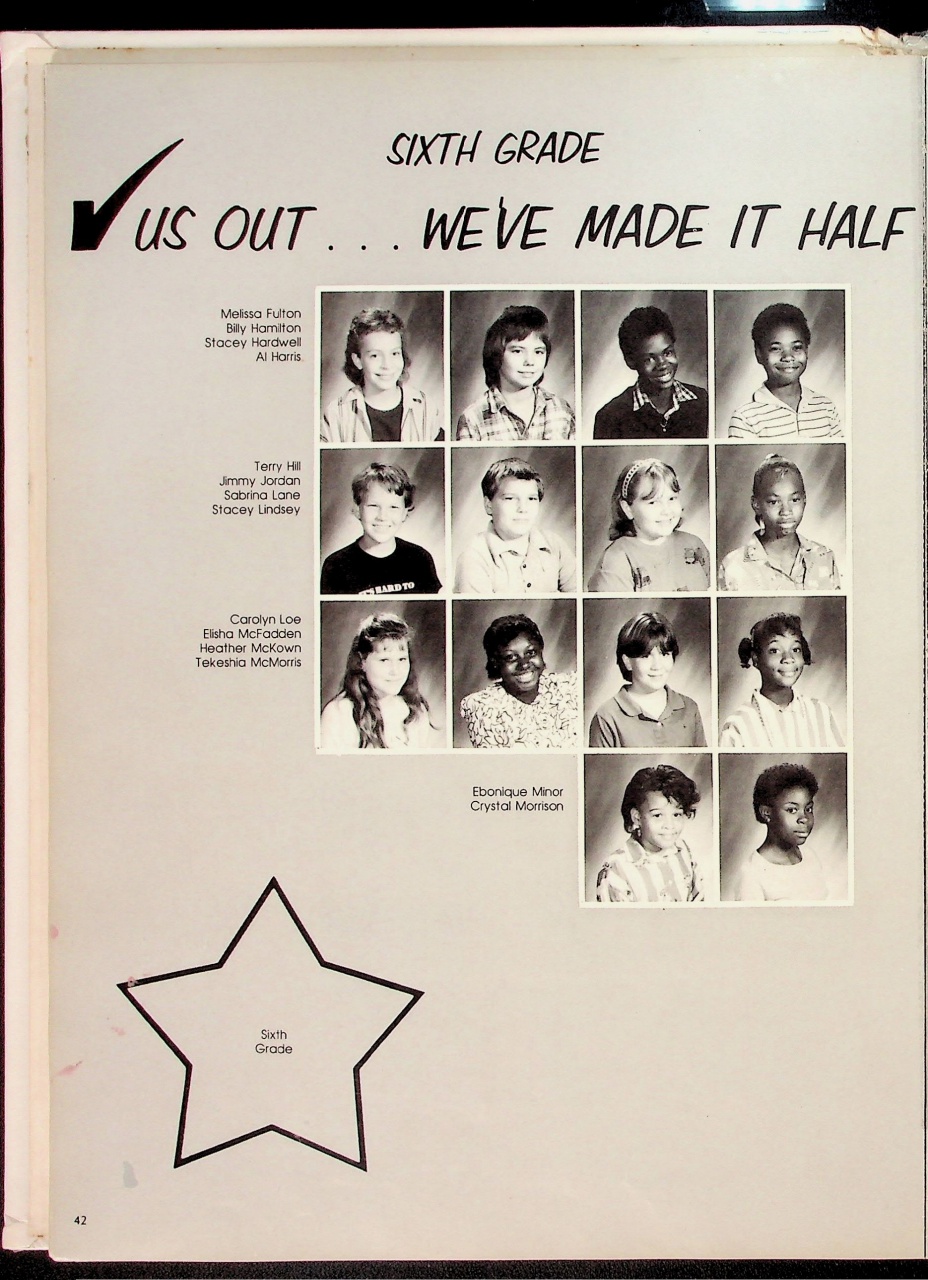 SIXTH GRADE
US OUT . . . WE'VE MADE IT HALF
Melissa Fulton
Billy Hamilton
Stacey Hardwell
Al Harris
Terry Hill
Jimmy Jordan
Sabrina Lane
Stacey Lindsey
IT'S HARD TO
Carolyn Loe
Elisha McFadden
Heather McKown
Tekeshia McMorris
Ebonique Minor
Crystal Morrison
Sixth
Grade
42